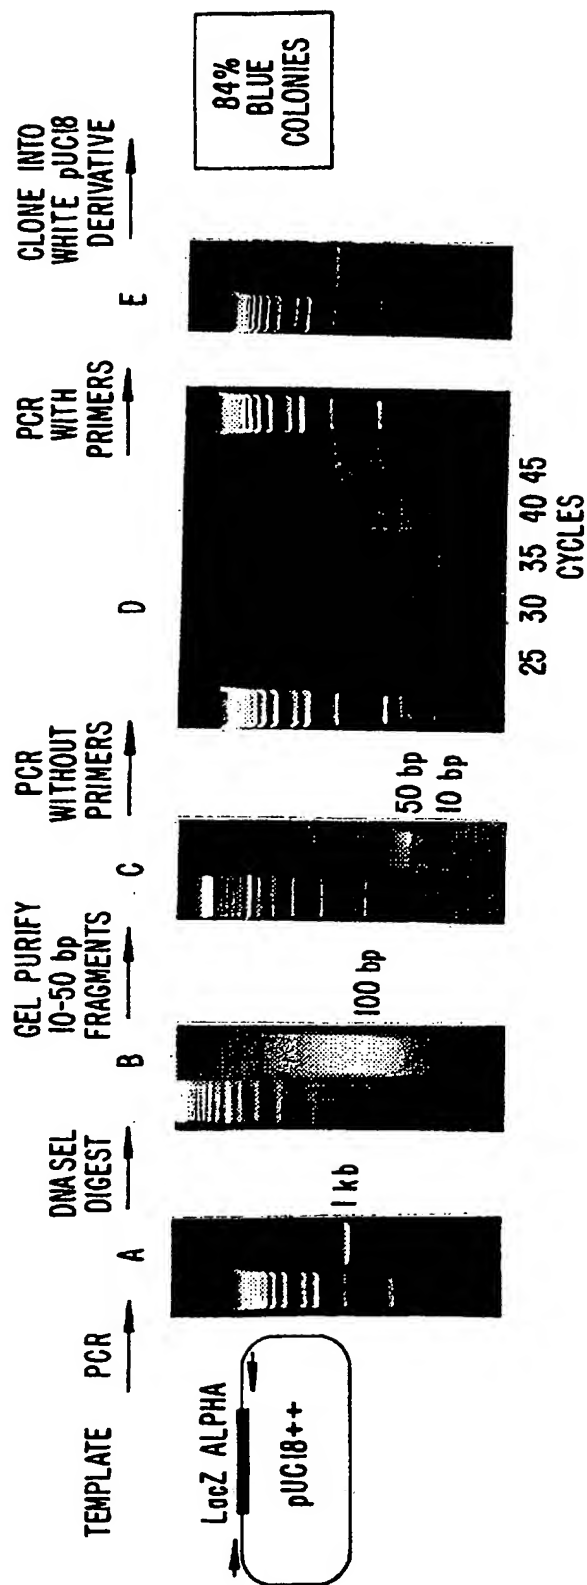 TEMPLATE
PCR
DNASEL
DIGEST
GEL PURIFY
10-50 bp
FRAGMENTS
PCR
WITHOUT
PRIMERS
PCR
WITH
PRIMERS
CLONE INTO
WHITE pUC18
DERIVATIVE
LacZ ALPHA
pUC18++
A
1 kb
B
100 bp
C
50 bp
10 bp
D
25 30 35 40 45
CYCLES
E
84%
BLUE
COLONIES